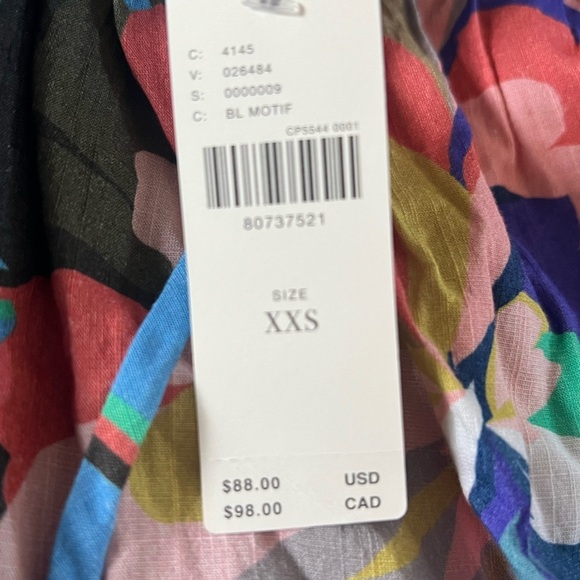 C: 4145
V: 026484
S: 0000009
C: BL MOTIF
CP5544 0001
80737521
SIZE
XXS
$88.00 USD
$98.00 CAD